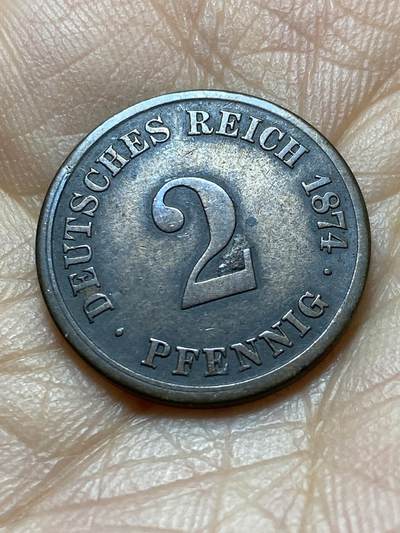 DEUTSCHES REICH 1874
2
· PFENNIG ·